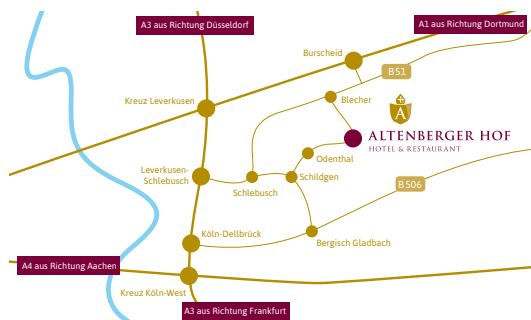 A3 aus Richtung Düsseldorf
A1 aus Richtung Dortmund
Burscheid
B51
Kreuz Leverkusen
Blecher
A
ALTENBERGER HOF
HOTEL & RESTAURANT
Odenthal
Leverkusen-
Schlebusch
Schlebusch
Schildgen
B506
Köln-Dellbrück
Bergisch Gladbach
A4 aus Richtung Aachen
Kreuz Köln-West
A3 aus Richtung Frankfurt